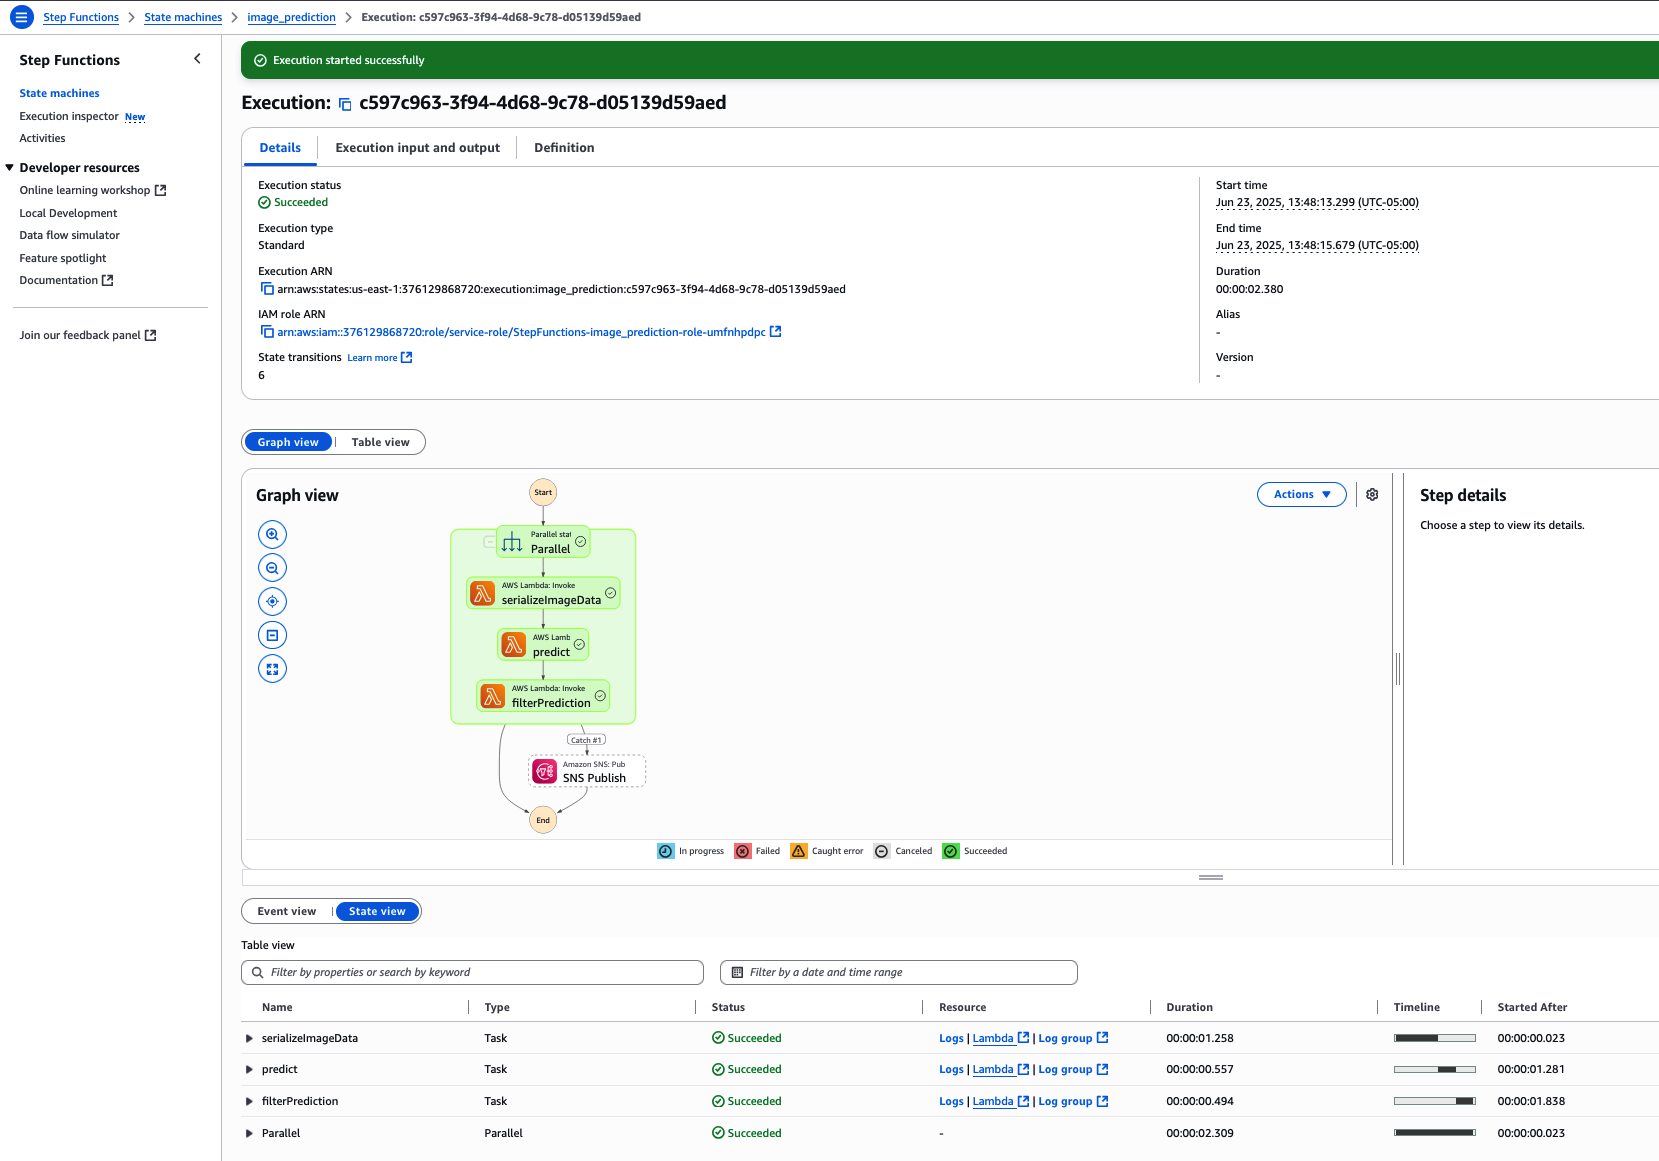 Step Functions > State machines > image_prediction > Execution: c597c963-3f94-4d68-9c78-d05139d59aed
Step Functions
State machines
Execution inspector New
Activities
Developer resources
Online learning workshop
Local Development
Data flow simulator
Feature spotlight
Documentation
Join our feedback panel
Execution started successfully
Execution: c597c963-3f94-4d68-9c78-d05139d59aed
Details Execution input and output Definition
Execution status
Succeeded
Execution type
Standard
Execution ARN
arn:aws:states:us-east-1:376129868720:execution:image_prediction:c597c963-3f94-4d68-9c78-d05139d59aed
IAM role ARN
arn:aws:iam::376129868720:role/service-role/StepFunctions-image_prediction-role-umfnhpdpc
State transitions Learn more
6
Start time
Jun 23, 2025, 13:48:13.299 (UTC-05:00)
End time
Jun 23, 2025, 13:48:15.679 (UTC-05:00)
Duration
00:00:02.380
Alias
-
Version
-
Graph view Table view
Graph view
Actions
Start
Parallel stat
Parallel
AWS Lambda: Invoke
serializeImageData
AWS Lamb
predict
AWS Lambda: Invoke
filterPrediction
Catch #1
Amazon SNS: Pub
SNS Publish
End
In progress Failed Caught error Canceled Succeeded
Step details
Choose a step to view its details.
Event view State view
Table view
Filter by properties or search by keyword Filter by a date and time range
Name Type Status Resource Duration Timeline Started After
serializeImageData Task Succeeded Logs | Lambda | Log group 00:00:01.258 00:00:00.023
predict Task Succeeded Logs | Lambda | Log group 00:00:00.557 00:00:01.281
filterPrediction Task Succeeded Logs | Lambda | Log group 00:00:00.494 00:00:01.838
Parallel Parallel Succeeded - 00:00:02.309 00:00:00.023